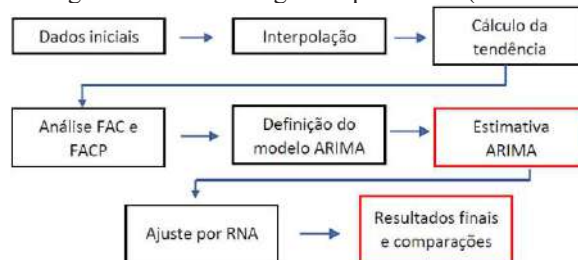 Dados iniciais
Interpolação
Cálculo da
tendência
Análise FAC e
FACP
Definição do
modelo ARIMA
Estimativa
ARIMA
Ajuste por RNA
Resultados finais
e comparações